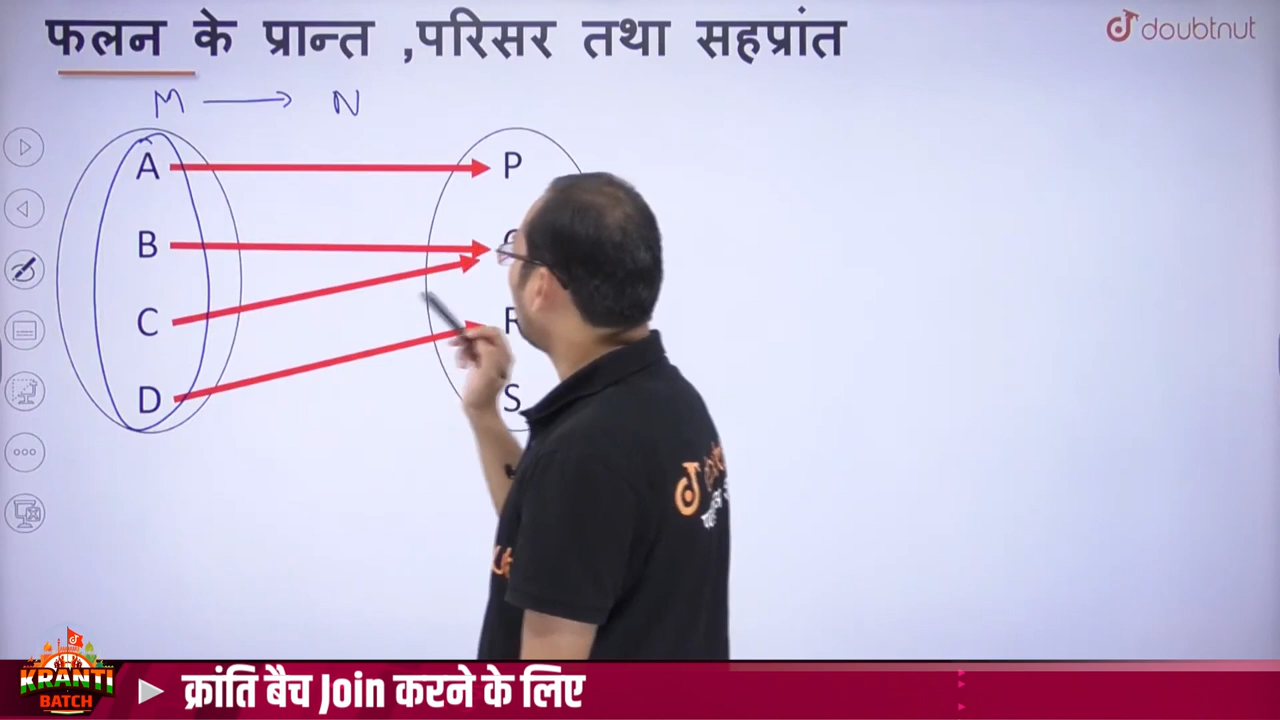 फलन के प्रान्त ,परिसर तथा सहप्रांत
doubtnut
M → N
A P
B
C R
D S
KRANTI
BATCH
क्रांति बैच Join करने के लिए